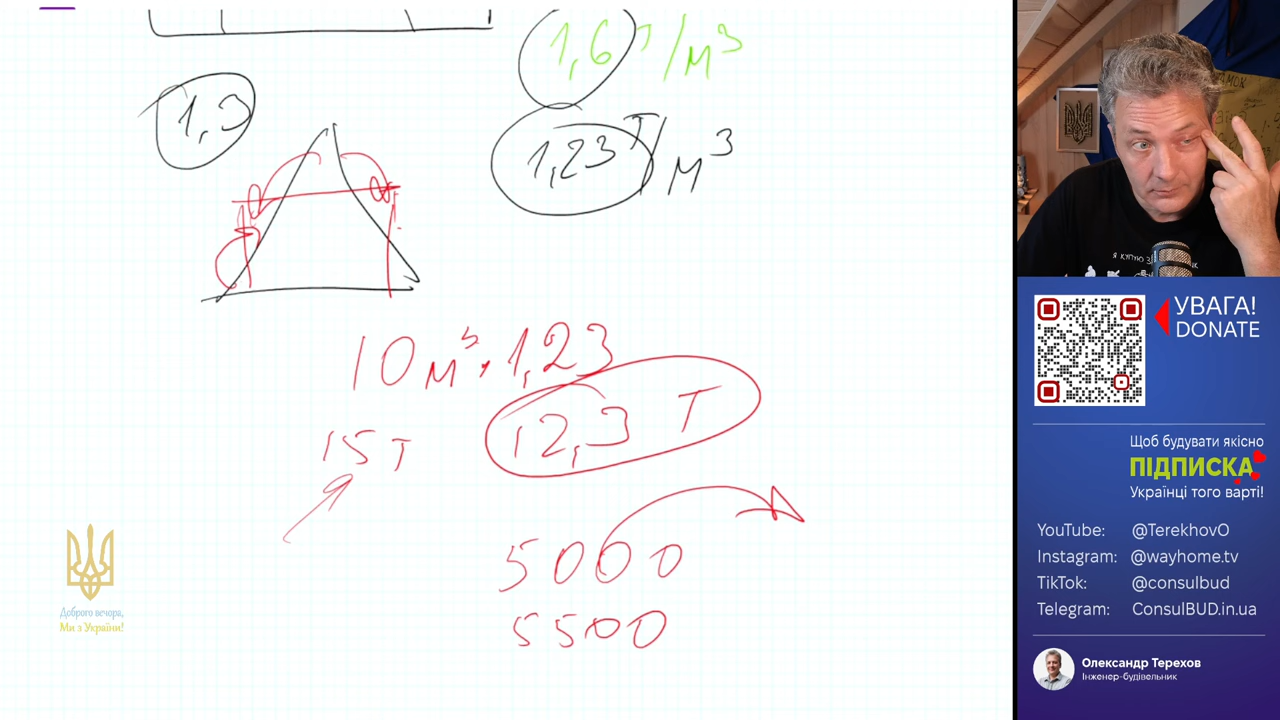 1,6 т/м³
1,3
1,23 т/м³
10 м³ · 1,23
12,3 т
15 т
5000
5500
Доброго вечора,
Ми з України!
УВАГА!
DONATE
Щоб будувати якісно
ПІДПИСКА
Українці того варті!
YouTube: @TerekhovO
Instagram: @wayhome.tv
TikTok: @consulbud
Telegram: ConsulBUD.in.ua
Олександр Терехов
Інженер-будівельник